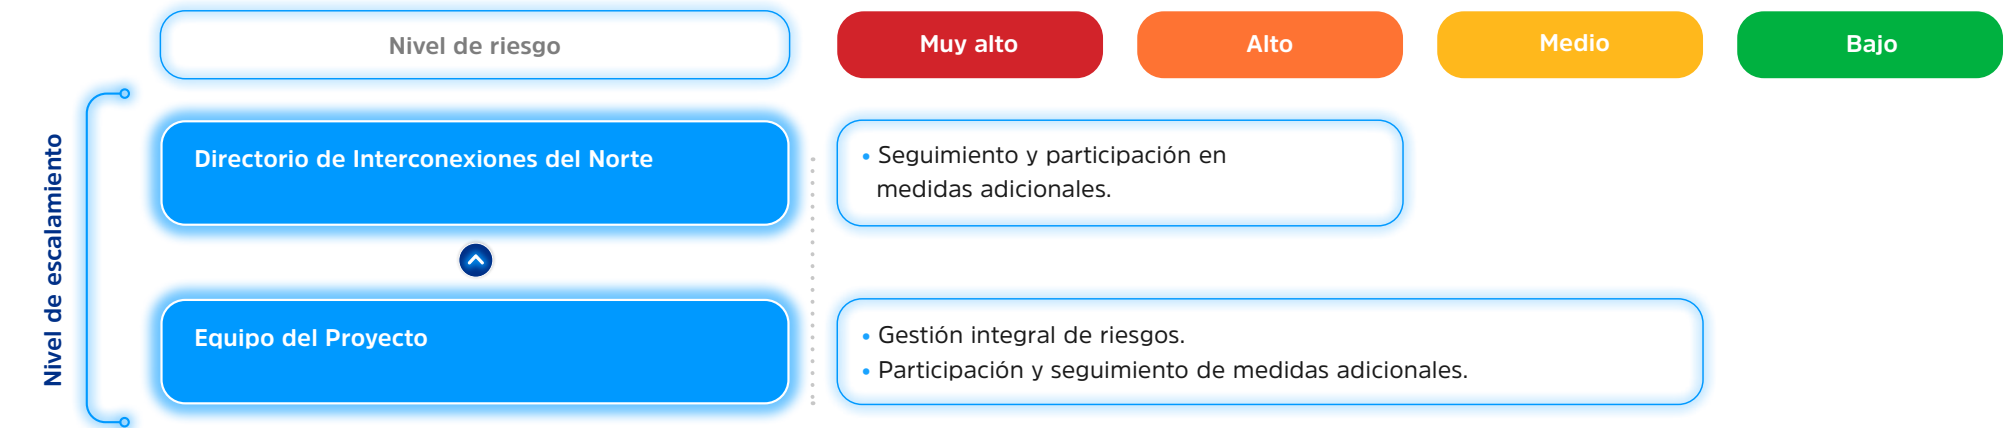 Nivel de riesgo
Muy alto
Alto
Medio
Bajo
Nivel de escalamiento
Directorio de Interconexiones del Norte
• Seguimiento y participación en
medidas adicionales.
Equipo del Proyecto
• Gestión integral de riesgos.
• Participación y seguimiento de medidas adicionales.